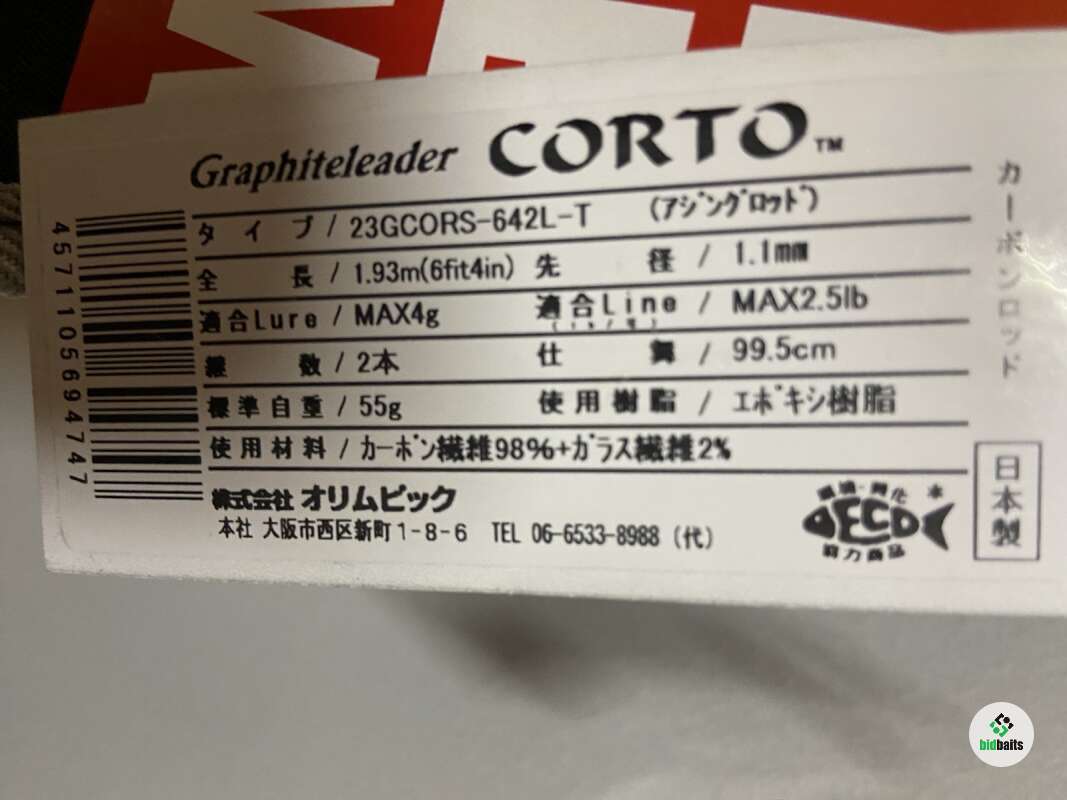 Graphiteleader CORTO™
タイプ / 23GCORS-642L-T (アジングロッド)
全長 / 1.93m(6fit4in) 先径 / 1.1mm
適合Lure / MAX4g 適合Line / MAX2.5lb
継数 / 2本 仕舞 / 99.5cm
標準自重 / 55g 使用樹脂 / エポキシ樹脂
使用材料 / カーボン繊維98%+ガラス繊維2%
株式会社 オリムピック
本社 大阪市西区新町1-8-6 TEL 06-6533-8988 (代)
4571105694747
カーボンロッド
日本製
ECO
協力商品
bidbaits